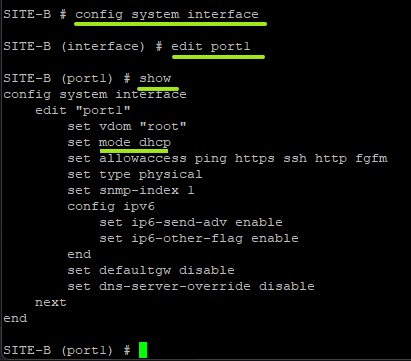 SITE-B # config system interface
SITE-B (interface) # edit port1
SITE-B (port1) # show
config system interface
    edit "port1"
        set vdom "root"
        set mode dhcp
        set allowaccess ping https ssh http fgfm
        set type physical
        set snmp-index 1
        config ipv6
            set ip6-send-adv enable
            set ip6-other-flag enable
        end
        set defaultgw disable
        set dns-server-override disable
    next
end
SITE-B (port1) #